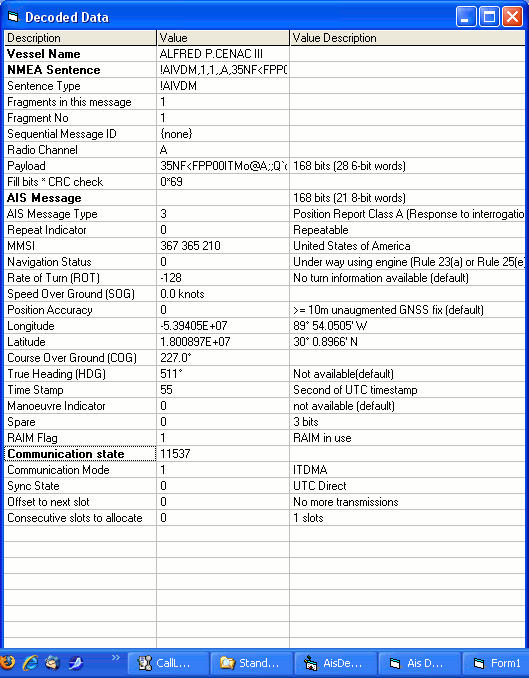 Decoded Data
Description Value Value Description
Vessel Name ALFRED P.CENAC III
NMEA Sentence !AIVDM,1,1,,A,35NF<FPP0
Sentence Type !AIVDM
Fragments in this message 1
Fragment No 1
Sequential Message ID {none}
Radio Channel A
Payload 35NF<FPP00ITMo@A;;Q`c 168 bits (28 6-bit words)
Fill bits * CRC check 0*69
AIS Message 168 bits (21 8-bit words)
AIS Message Type 3 Position Report Class A (Response to interrogatio
Repeat Indicator 0 Repeatable
MMSI 367 365 210 United States of America
Navigation Status 0 Under way using engine (Rule 23(a) or Rule 25(e)
Rate of Turn (ROT) -128 No turn information available (default)
Speed Over Ground (SOG) 0.0 knots
Position Accuracy 0 >= 10m unaugmented GNSS fix (default)
Longitude -5.39405E+07 89° 54.0505' W
Latitude 1.800897E+07 30° 0.8966' N
Course Over Ground (COG) 227.0°
True Heading (HDG) 511° Not available(default)
Time Stamp 55 Second of UTC timestamp
Manoeuvre Indicator 0 not available (default)
Spare 0 3 bits
RAIM Flag 1 RAIM in use
Communication state 11537
Communication Mode 1 ITDMA
Sync State 0 UTC Direct
Offset to next slot 0 No more transmissions
Consecutive slots to allocate 0 1 slots
CallL... Stand... AisDe... Ais D... Form1